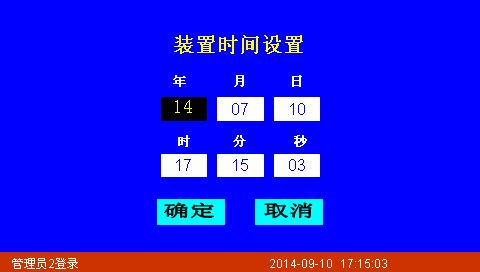 装置时间设置
年 月 日
14 07 10
时 分 秒
17 15 03
确定 取消
管理员2登录 2014-09-10 17:15:03